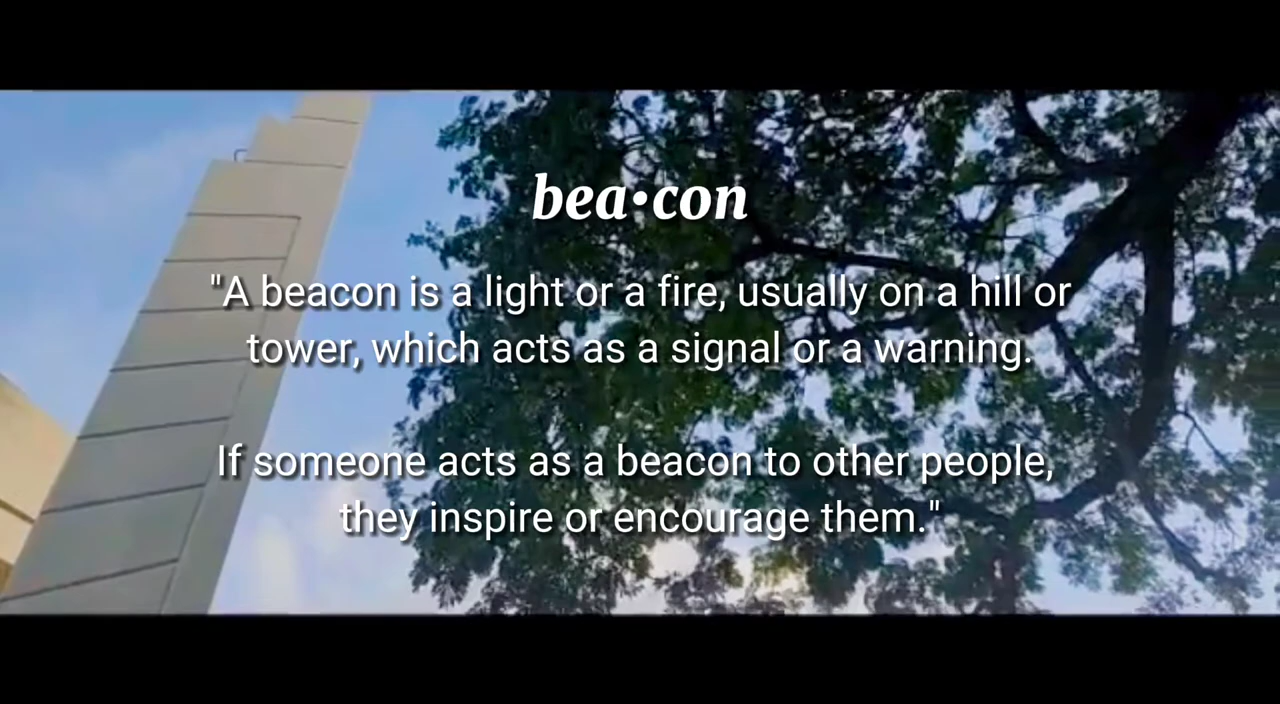 bea•con
"A beacon is a light or a fire, usually on a hill or
tower, which acts as a signal or a warning.
If someone acts as a beacon to other people,
they inspire or encourage them."